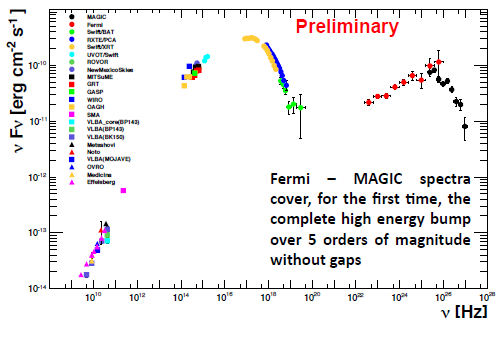 MAGIC
Fermi
Swift/BAT
RXTE/PCA
Swift/XRT
UVOT/Swift
ROVOR
NewMexicoSkies
MITSuME
GRT
GASP
WIRO
OAGH
SMA
VLBA_core(BP143)
VLBA(BP143)
VLBA(BK150)
Metsahovi
Noto
VLBA(MOJAVE)
OVRO
Medicina
Effelsberg
Preliminary
Fermi – MAGIC spectra
cover, for the first time, the
complete high energy bump
over 5 orders of magnitude
without gaps
ν Fν [erg cm-2 s-1]
10-10
10-11
10-12
10-13
10-14
1010 1012 1014 1016 1018 1020 1022 1024 1026 1028
ν [Hz]